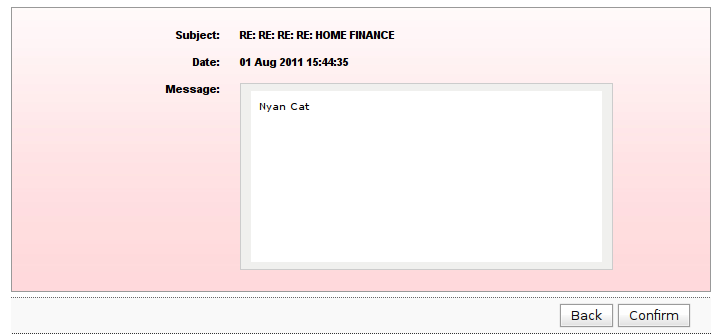 Subject: RE: RE: RE: RE: HOME FINANCE
Date: 01 Aug 2011 15:44:35
Message:
Nyan Cat
Back Confirm